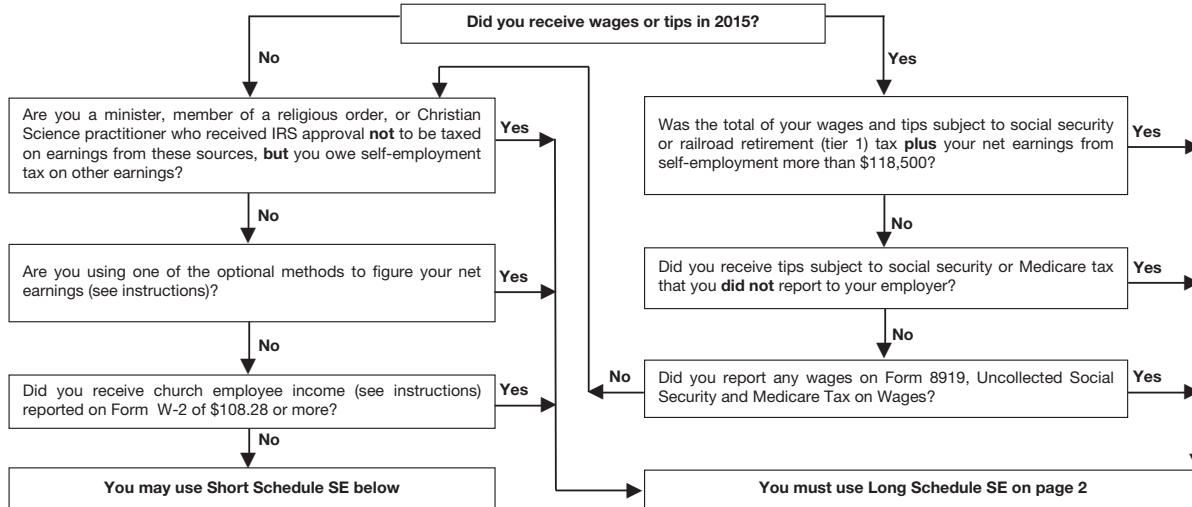 Did you receive wages or tips in 2015?
No
Yes
Are you a minister, member of a religious order, or Christian
Science practitioner who received IRS approval not to be taxed
on earnings from these sources, but you owe self-employment
tax on other earnings?
Yes
Was the total of your wages and tips subject to social security
or railroad retirement (tier 1) tax plus your net earnings from
self-employment more than $118,500?
Yes
No
No
Are you using one of the optional methods to figure your net
earnings (see instructions)?
Yes
Did you receive tips subject to social security or Medicare tax
that you did not report to your employer?
Yes
No
No
Did you receive church employee income (see instructions)
reported on Form W-2 of $108.28 or more?
Yes
No
Did you report any wages on Form 8919, Uncollected Social
Security and Medicare Tax on Wages?
Yes
No
You may use Short Schedule SE below
You must use Long Schedule SE on page 2